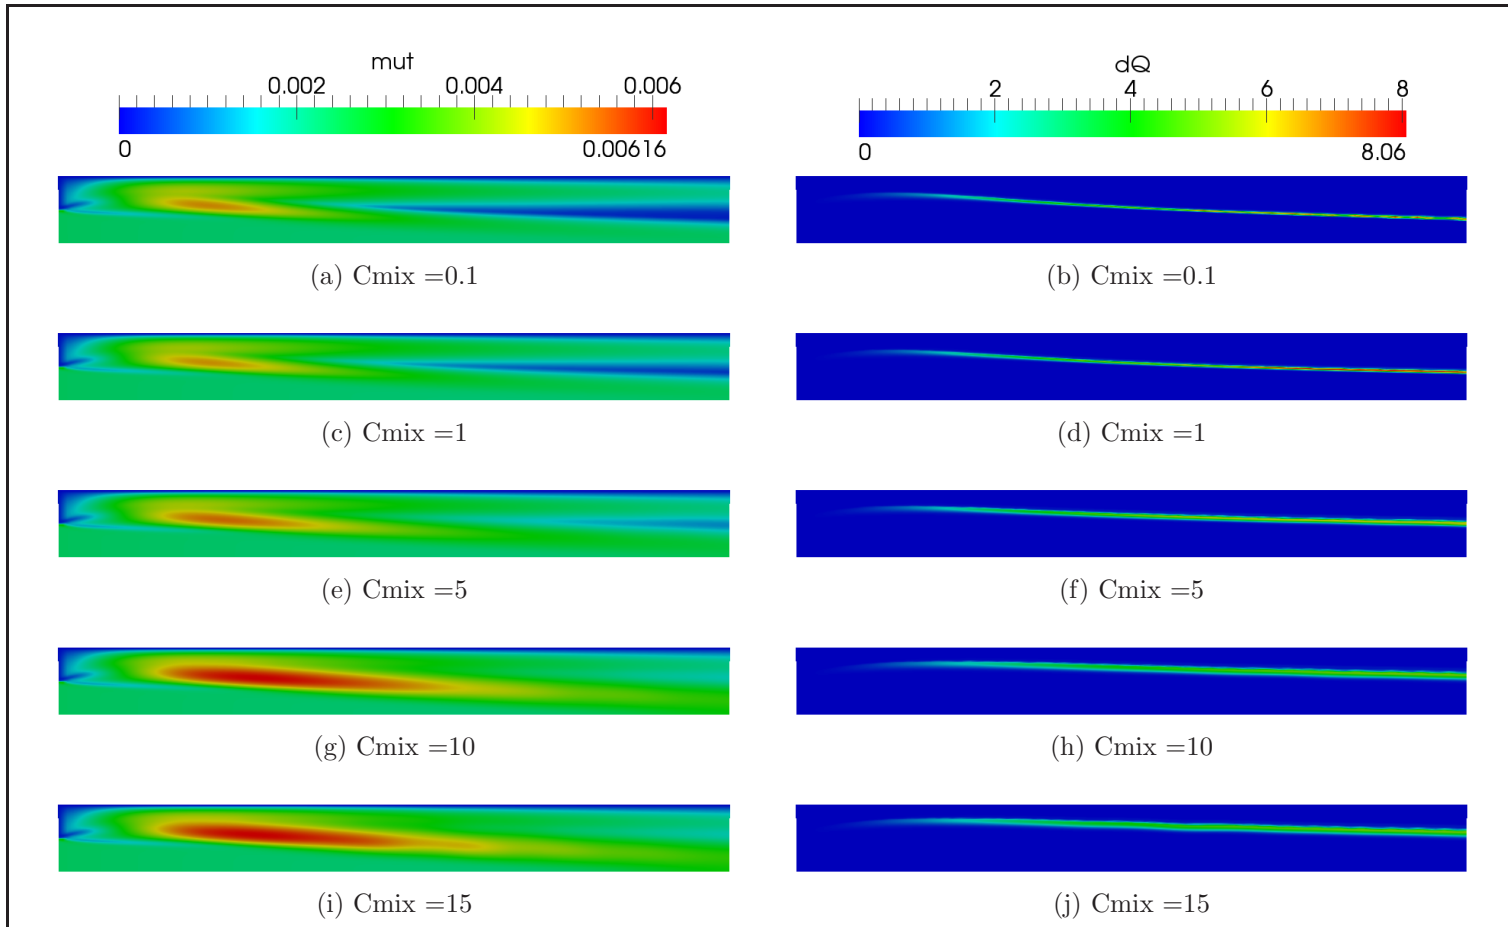 mut
0.002 0.004 0.006
0 0.00616
dQ
2 4 6 8
0 8.06
(a) Cmix =0.1
(b) Cmix =0.1
(c) Cmix =1
(d) Cmix =1
(e) Cmix =5
(f) Cmix =5
(g) Cmix =10
(h) Cmix =10
(i) Cmix =15
(j) Cmix =15